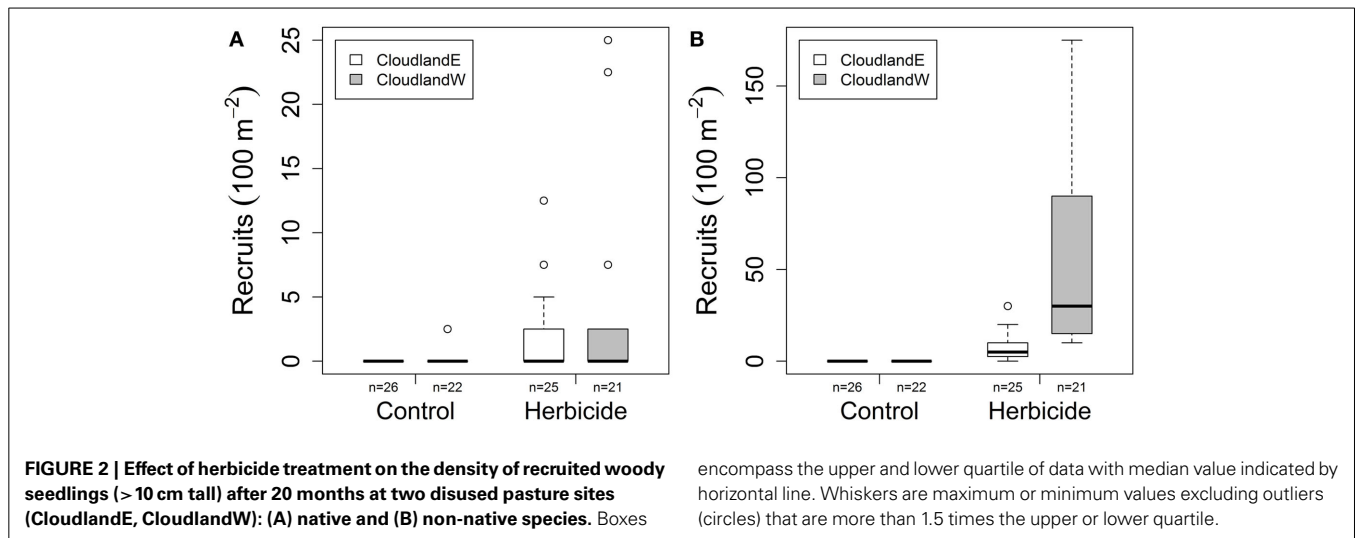 A
Recruits (100 m⁻²)
25
20
15
10
5
0
CloudlandE
CloudlandW
n=26
n=22
n=25
n=21
Control
Herbicide
B
Recruits (100 m⁻²)
150
100
50
0
CloudlandE
CloudlandW
n=26
n=22
n=25
n=21
Control
Herbicide
FIGURE 2 | Effect of herbicide treatment on the density of recruited woody
seedlings (>10 cm tall) after 20 months at two disused pasture sites
(CloudlandE, CloudlandW): (A) native and (B) non-native species. Boxes
encompass the upper and lower quartile of data with median value indicated by
horizontal line. Whiskers are maximum or minimum values excluding outliers
(circles) that are more than 1.5 times the upper or lower quartile.